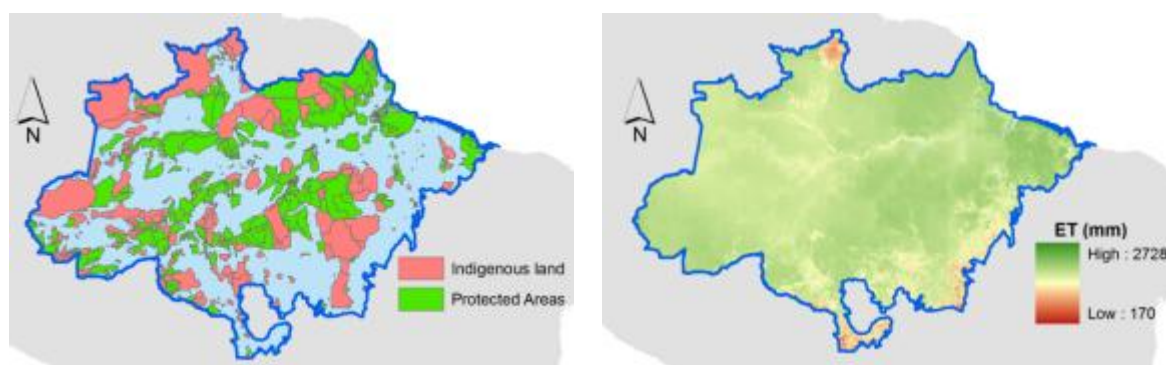 N
Indigenous land
Protected Areas
N
ET (mm)
High : 2728
Low : 170